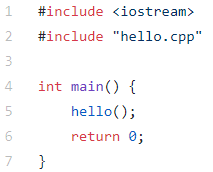 1 #include <iostream>
2 #include "hello.cpp"
3
4 int main() {
5     hello();
6     return 0;
7 }